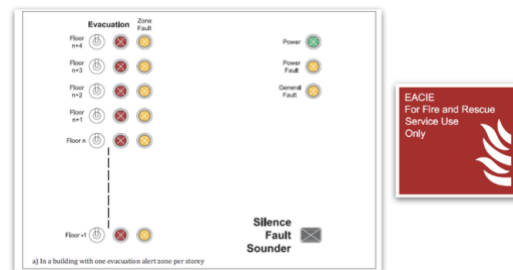 Evacuation
Zone
Fault
Floor
n+4
Floor
n+3
Floor
n+2
Floor
n+1
Floor n
Floor +1
Power
Power
Fault
General
Fault
Silence
Fault
Sounder
a) In a building with one evacuation alert zone per storey
EACIE
For Fire and Rescue
Service Use
Only